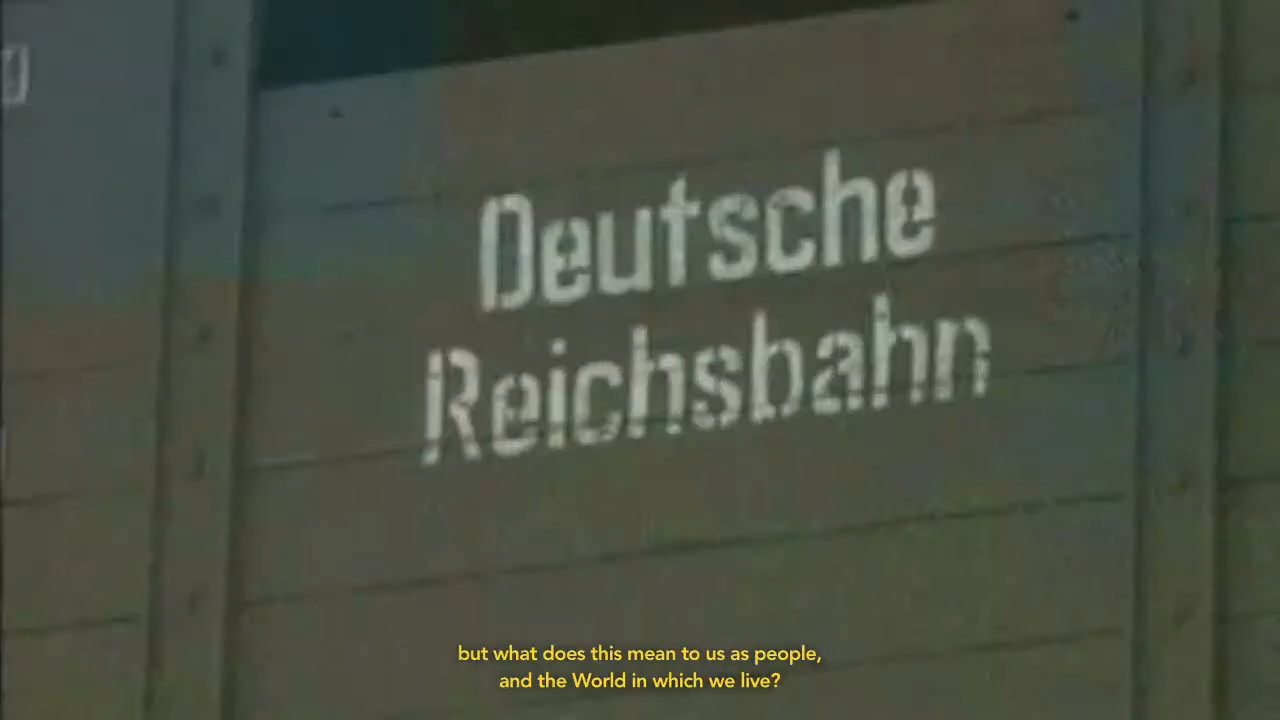 Deutsche
Reichsbahn
but what does this mean to us as people,
and the World in which we live?